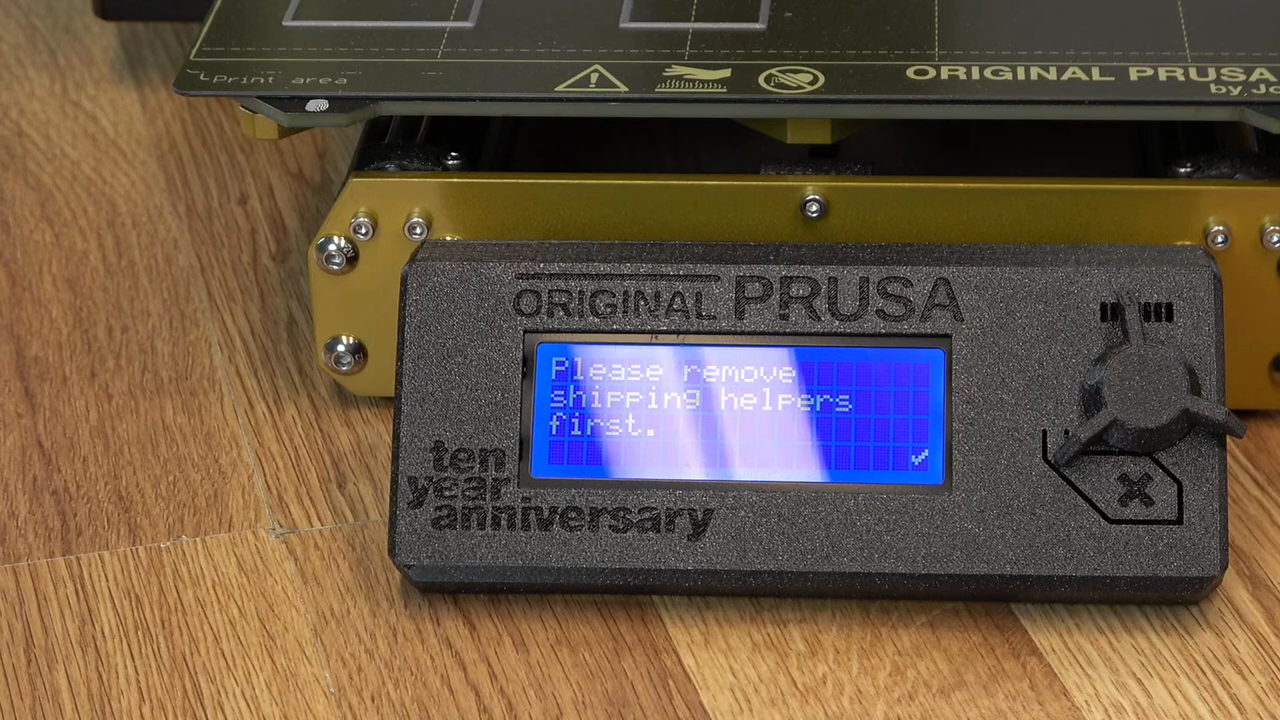 Print area
ORIGINAL PRUSA
by Jo
ORIGINAL PRUSA
Please remove
shipping helpers
first.
ten
year
anniversary